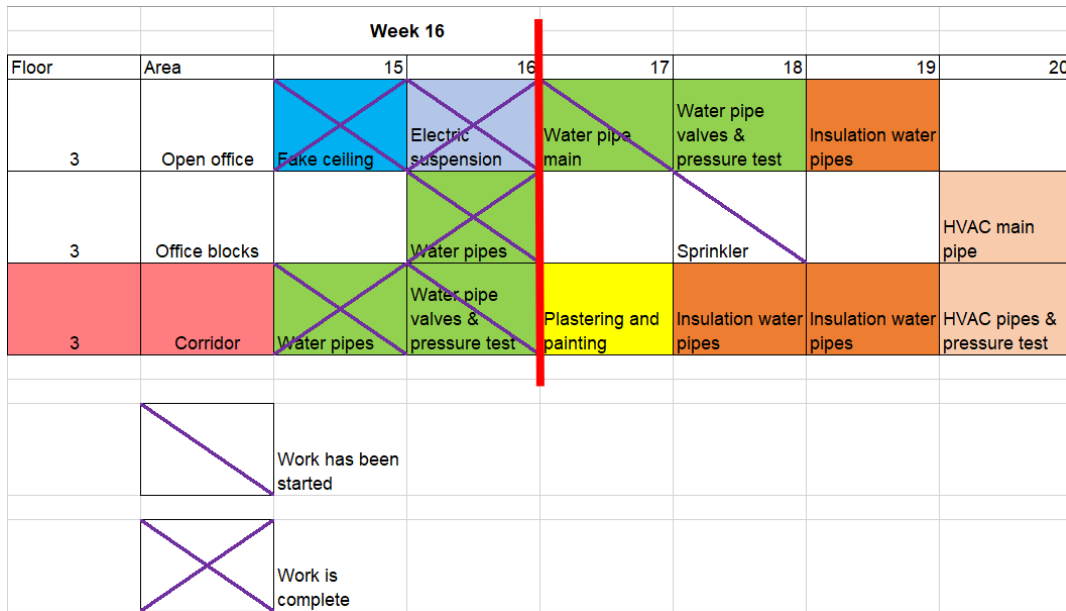 Week 16
Floor Area 15 16 17 18 19 20
3 Open office Fake ceiling
Electric
suspension
Water pipe
main
Water pipe
valves &
pressure test
Insulation water
pipes
3 Office blocks Water pipes Sprinkler
HVAC main
pipe
3 Corridor Water pipes
Water pipe
valves &
pressure test
Plastering and
painting
Insulation water
pipes
Insulation water
pipes
HVAC pipes &
pressure test
Work has been
started
Work is
complete